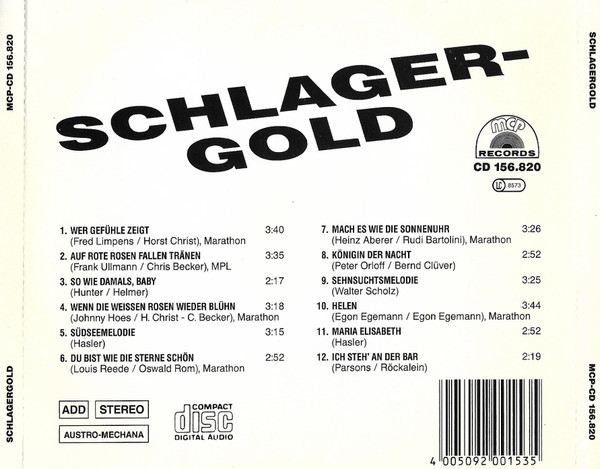 MCP-CD 156.820
SCHLAGERGOLD
SCHLAGER-
GOLD
mcp
RECORDS
CD 156.820
LC 8573
1. WER GEFÜHLE ZEIGT 3:40
(Fred Limpens / Horst Christ), Marathon
2. AUF ROTE ROSEN FALLEN TRÄNEN 3:35
(Frank Ullmann / Chris Becker), MPL
3. SO WIE DAMALS, BABY 2:17
(Hunter / Helmer)
4. WENN DIE WEISSEN ROSEN WIEDER BLÜHN 3:18
(Johnny Hoes / H. Christ - C. Becker), Marathon
5. SÜDSEEMELODIE 3:15
(Hasler)
6. DU BIST WIE DIE STERNE SCHÖN 2:52
(Louis Reede / Oswald Rom), Marathon
7. MACH ES WIE DIE SONNENUHR 3:26
(Heinz Aberer / Rudi Bartolini), Marathon
8. KÖNIGIN DER NACHT 2:52
(Peter Orloff / Bernd Clüver)
9. SEHNSUCHTSMELODIE 3:25
(Walter Scholz)
10. HELEN 3:44
(Egon Egemann / Egon Egemann), Marathon
11. MARIA ELISABETH 2:52
(Hasler)
12. ICH STEH' AN DER BAR 2:19
(Parsons / Röckalein)
ADD STEREO
AUSTRO-MECHANA
COMPACT
disc
DIGITAL AUDIO
4 005092 001535
SCHLAGERGOLD
MCP-CD 156.820